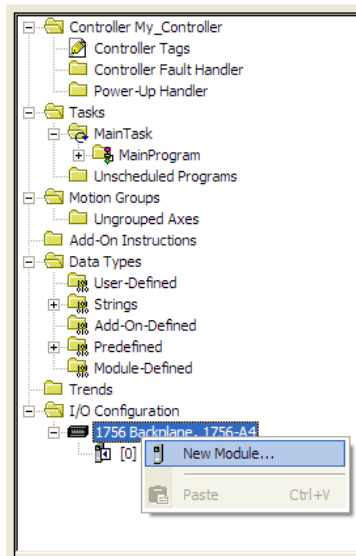 Controller My_Controller
Controller Tags
Controller Fault Handler
Power-Up Handler
Tasks
MainTask
MainProgram
Unscheduled Programs
Motion Groups
Ungrouped Axes
Add-On Instructions
Data Types
User-Defined
Strings
Add-On-Defined
Predefined
Module-Defined
Trends
I/O Configuration
1756 Backplane, 1756-A4
[0]
New Module...
Paste Ctrl+V